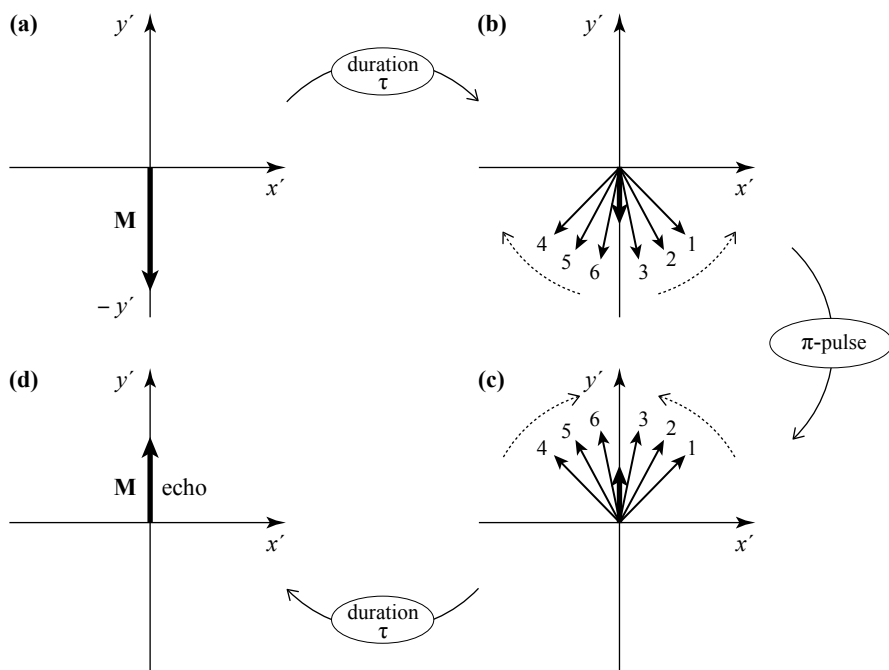 (a)
y′
x′
M
– y′
duration
τ
(b)
y′
x′
4
5
6
3
2
1
π-pulse
(c)
y′
x′
4
5
6
3
2
1
duration
τ
(d)
y′
x′
M echo